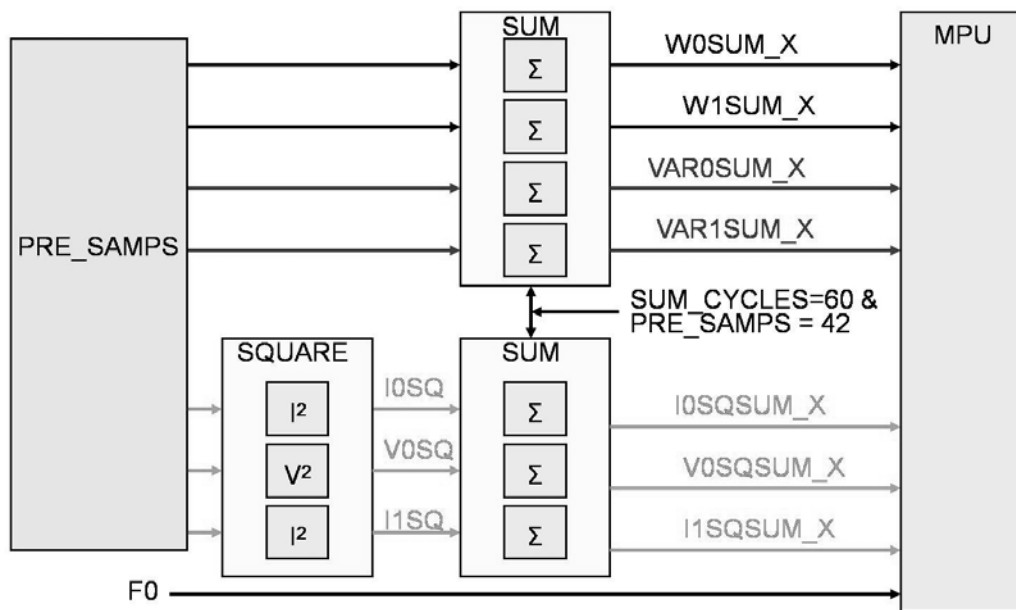 SUM
MPU
Σ
W0SUM_X
Σ
W1SUM_X
Σ
VAR0SUM_X
PRE_SAMPS
Σ
VAR1SUM_X
SUM_CYCLES=60 &
PRE_SAMPS = 42
SQUARE
SUM
I²
I0SQ
Σ
I0SQSUM_X
V²
V0SQ
Σ
V0SQSUM_X
I²
I1SQ
Σ
I1SQSUM_X
F0